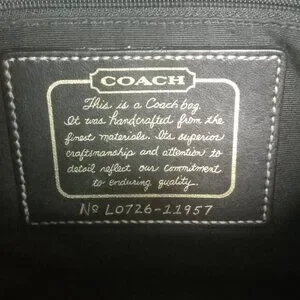 COACH
This is a Coach bag.
It was handcrafted from the
finest materials. Its superior
craftsmanship and attention to
detail reflect our commitment
to enduring quality.
Nº L0726-11957